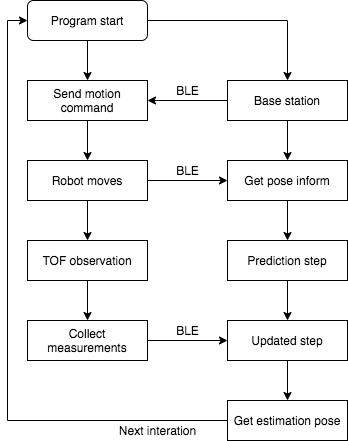 Program start
Send motion
command
BLE
Base station
Robot moves
BLE
Get pose inform
TOF observation
Prediction step
Collect
measurements
BLE
Updated step
Get estimation pose
Next interation